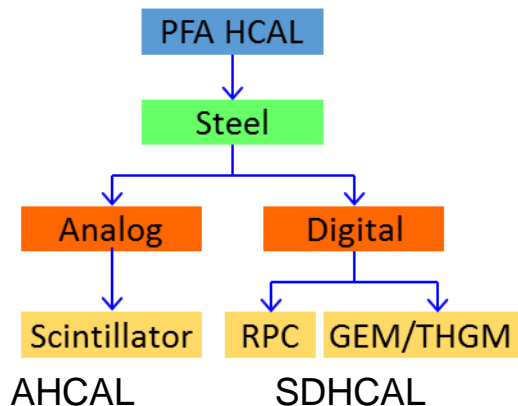 PFA HCAL
Steel
Analog Digital
Scintillator RPC GEM/THGM
AHCAL SDHCAL